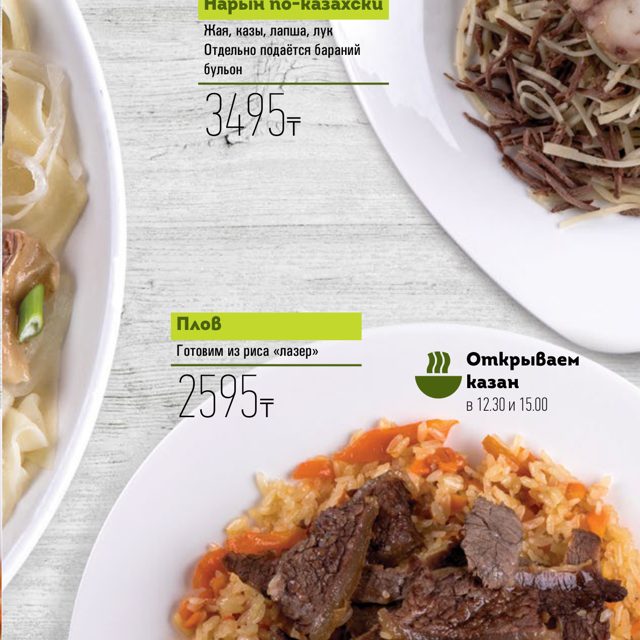 Нарын по-казахски
Жая, казы, лапша, лук
Отдельно подаётся бараний
бульон
3495₸
Плов
Готовим из риса «лазер»
2595₸
Открываем
казан
в 12.30 и 15.00